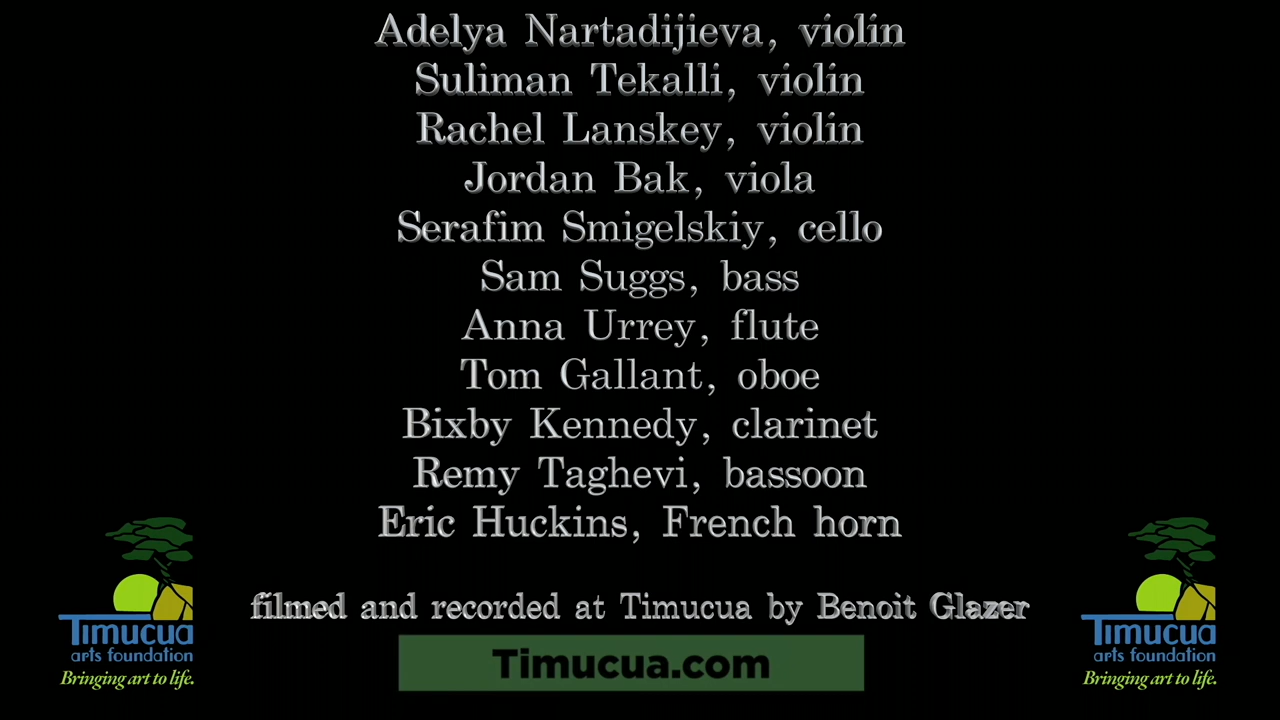 Adelya Nartadijieva, violin
Suliman Tekalli, violin
Rachel Lanskey, violin
Jordan Bak, viola
Serafim Smigelskiy, cello
Sam Suggs, bass
Anna Urrey, flute
Tom Gallant, oboe
Bixby Kennedy, clarinet
Remy Taghevi, bassoon
Eric Huckins, French horn
filmed and recorded at Timucua by Benoit Glazer
Timucua.com
Timucua
arts foundation
Bringing art to life.
Timucua
arts foundation
Bringing art to life.